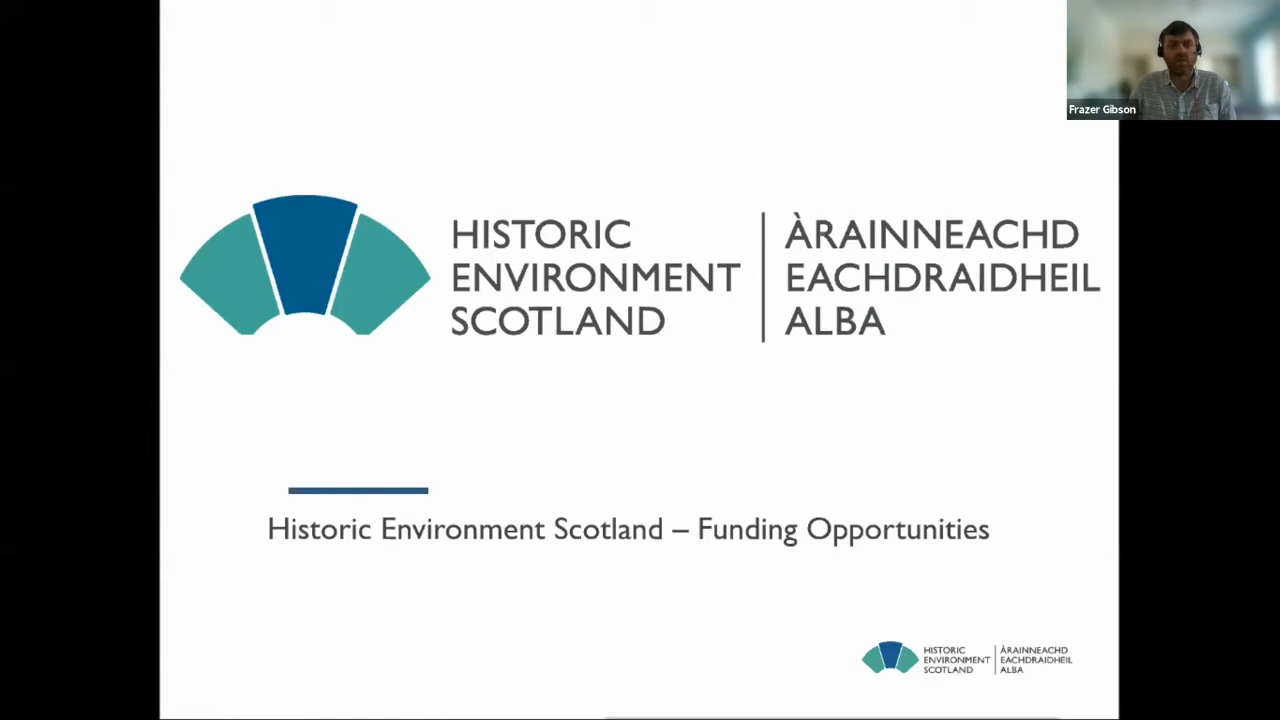 Frazer Gibson
HISTORIC
ENVIRONMENT
SCOTLAND
ÀRAINNEACHD
EACHDRAIDHEIL
ALBA
Historic Environment Scotland – Funding Opportunities
HISTORIC
ENVIRONMENT
SCOTLAND
ÀRAINNEACHD
EACHDRAIDHEIL
ALBA